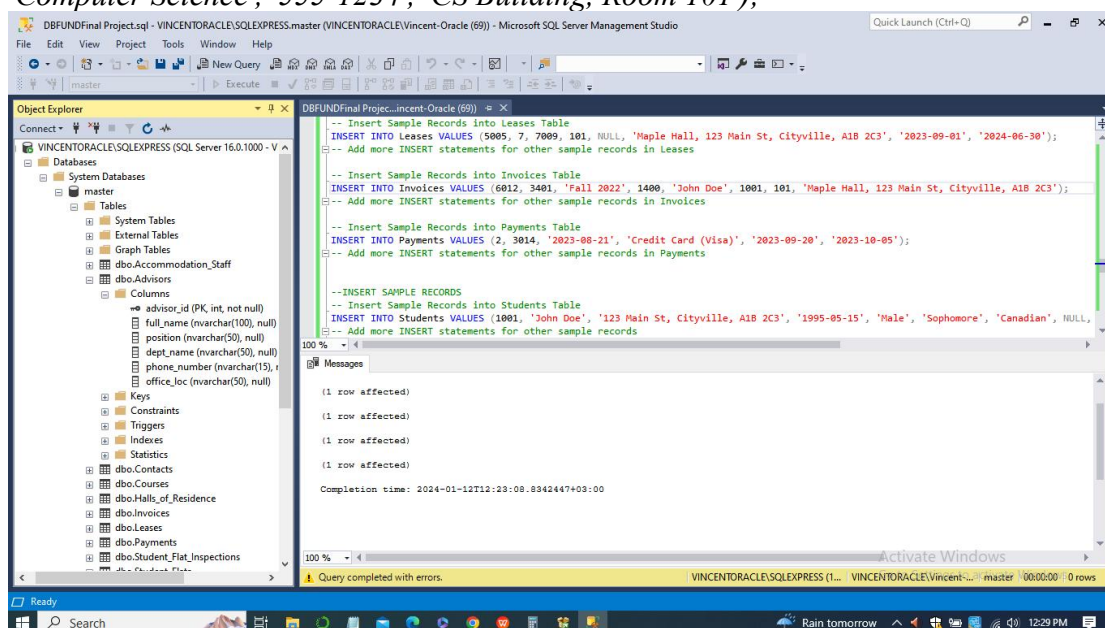 Computer Science', '555-1234', 'CS Building, Room 101');
DBFUNDFinal Project.sql - VINCENTORACLE\SQLEXPRESS.master (VINCENTORACLE\Vincent-Oracle (69)) - Microsoft SQL Server Management Studio
Quick Launch (Ctrl+Q)
File Edit View Project Tools Window Help
New Query
master
Execute
Object Explorer
Connect
VINCENTORACLE\SQLEXPRESS (SQL Server 16.0.1000 - V
Databases
System Databases
master
Tables
System Tables
External Tables
Graph Tables
dbo.Accommodation_Staff
dbo.Advisors
Columns
advisor_id (PK, int, not null)
full_name (nvarchar(100), null)
position (nvarchar(50), null)
dept_name (nvarchar(50), null)
phone_number (nvarchar(15), r
office_loc (nvarchar(50), null)
Keys
Constraints
Triggers
Indexes
Statistics
dbo.Contacts
dbo.Courses
dbo.Halls_of_Residence
dbo.Invoices
dbo.Leases
dbo.Payments
dbo.Student_Flat_Inspections
DBFUNDFinal Projec...incent-Oracle (69))
-- Insert Sample Records into Leases Table
INSERT INTO Leases VALUES (5005, 7, 7009, 101, NULL, 'Maple Hall, 123 Main St, Cityville, A1B 2C3', '2023-09-01', '2024-06-30');
-- Add more INSERT statements for other sample records in Leases
-- Insert Sample Records into Invoices Table
INSERT INTO Invoices VALUES (6012, 3401, 'Fall 2022', 1400, 'John Doe', 1001, 101, 'Maple Hall, 123 Main St, Cityville, A1B 2C3');
-- Add more INSERT statements for other sample records in Invoices
-- Insert Sample Records into Payments Table
INSERT INTO Payments VALUES (2, 3014, '2023-08-21', 'Credit Card (Visa)', '2023-09-20', '2023-10-05');
-- Add more INSERT statements for other sample records in Payments
--INSERT SAMPLE RECORDS
-- Insert Sample Records into Students Table
INSERT INTO Students VALUES (1001, 'John Doe', '123 Main St, Cityville, A1B 2C3', '1995-05-15', 'Male', 'Sophomore', 'Canadian', NULL,
-- Add more INSERT statements for other sample records
100 %
Messages
(1 row affected)
(1 row affected)
(1 row affected)
(1 row affected)
Completion time: 2024-01-12T12:23:08.8342447+03:00
100 %
Activate Windows
Query completed with errors.
VINCENTORACLE\SQLEXPRESS (1... VINCENTORACLE\Vincent-... master 00:00:00 0 rows
Ready
Search
Rain tomorrow
12:29 PM